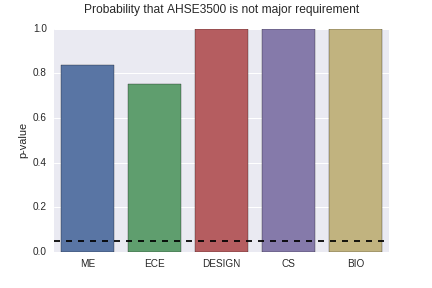 Probability that AHSE3500 is not major requirement
1.0
0.8
0.6
0.4
0.2
0.0
p-value
ME ECE DESIGN CS BIO